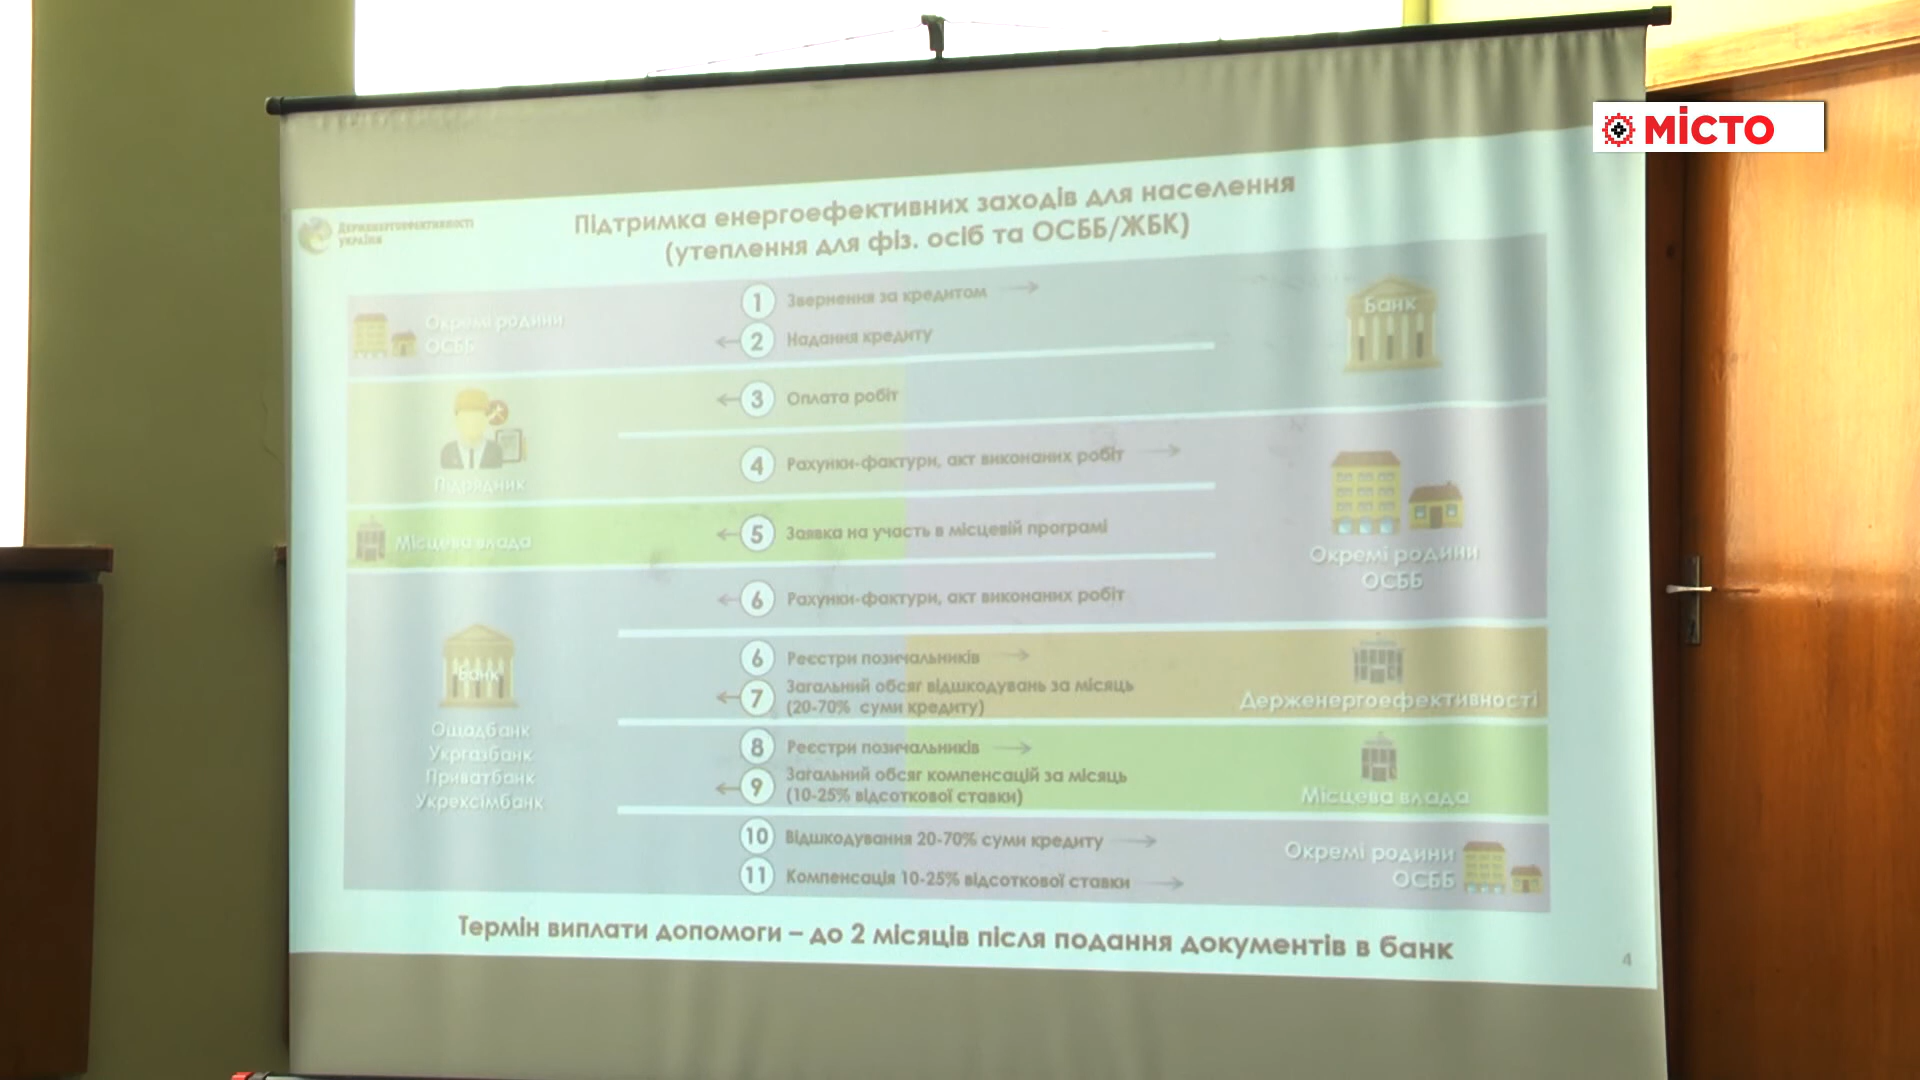 МІСТО
ДЕРЖЕНЕРГОЕФЕКТИВНОСТІ
УКРАЇНИ
Підтримка енергоефективних заходів для населення
(утеплення для фіз. осіб та ОСББ/ЖБК)
Окремі родини
ОСББ
1 Звернення за кредитом
2 Надання кредиту
Банк
3 Оплата робіт
Підрядник
4 Рахунки-фактури, акт виконаних робіт
Місцева влада
5 Заявка на участь в місцевій програмі
Окремі родини
ОСББ
6 Рахунки-фактури, акт виконаних робіт
Банк
Ощадбанк
Укргазбанк
Приватбанк
Укрексімбанк
6 Реєстри позичальників
7 Загальний обсяг відшкодувань за місяць
(20-70% суми кредиту)
Держенергоефективності
8 Реєстри позичальників
9 Загальний обсяг компенсацій за місяць
(10-25% відсоткової ставки)
Місцева влада
10 Відшкодування 20-70% суми кредиту
11 Компенсація 10-25% відсоткової ставки
Окремі родини
ОСББ
Термін виплати допомоги – до 2 місяців після подання документів в банк
4